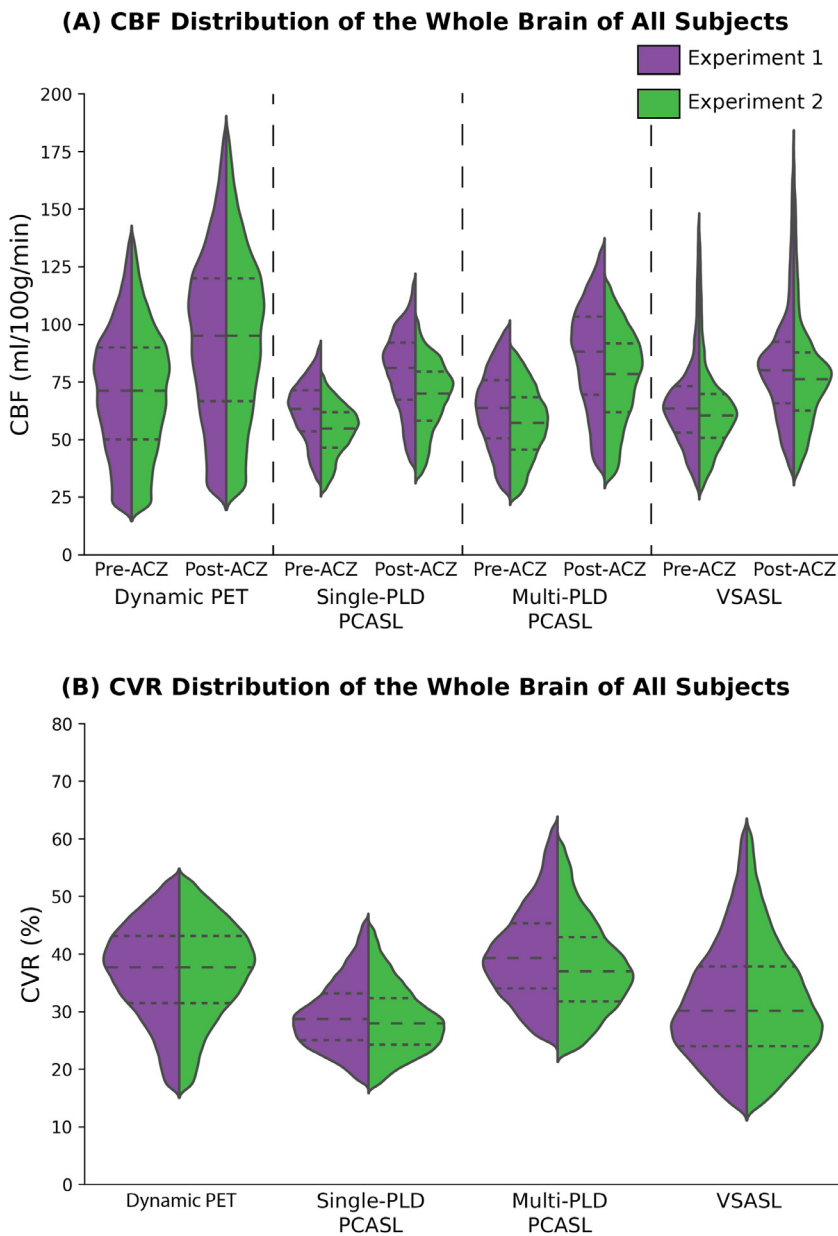 (A) CBF Distribution of the Whole Brain of All Subjects
Experiment 1
Experiment 2
CBF (ml/100g/min)
200
175
150
125
100
75
50
25
0
Pre-ACZ Post-ACZ Pre-ACZ Post-ACZ Pre-ACZ Post-ACZ Pre-ACZ Post-ACZ
Dynamic PET Single-PLD Multi-PLD VSASL
PCASL PCASL
(B) CVR Distribution of the Whole Brain of All Subjects
CVR (%)
80
70
60
50
40
30
20
10
0
Dynamic PET Single-PLD Multi-PLD VSASL
PCASL PCASL